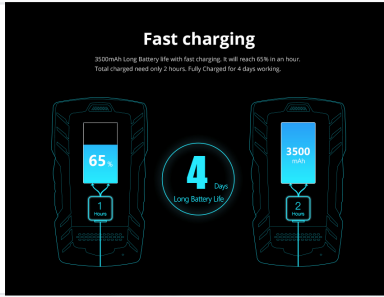 Fast charging
3500mAh Long Battery life with fast charging. It will reach 65% in an hour.
Total charged need only 2 hours. Fully Charged for 4 days working.
65 %
3500
mAh
4 Days
Long Battery Life
1
Hours
2
Hours